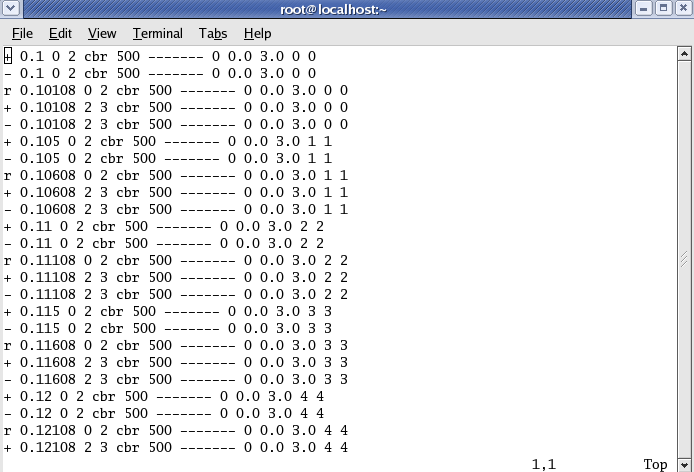 root@localhost:~
File Edit View Terminal Tabs Help
+ 0.1 0 2 cbr 500 ------- 0 0.0 3.0 0 0
- 0.1 0 2 cbr 500 ------- 0 0.0 3.0 0 0
r 0.10108 0 2 cbr 500 ------- 0 0.0 3.0 0 0
+ 0.10108 2 3 cbr 500 ------- 0 0.0 3.0 0 0
- 0.10108 2 3 cbr 500 ------- 0 0.0 3.0 0 0
+ 0.105 0 2 cbr 500 ------- 0 0.0 3.0 1 1
- 0.105 0 2 cbr 500 ------- 0 0.0 3.0 1 1
r 0.10608 0 2 cbr 500 ------- 0 0.0 3.0 1 1
+ 0.10608 2 3 cbr 500 ------- 0 0.0 3.0 1 1
- 0.10608 2 3 cbr 500 ------- 0 0.0 3.0 1 1
+ 0.11 0 2 cbr 500 ------- 0 0.0 3.0 2 2
- 0.11 0 2 cbr 500 ------- 0 0.0 3.0 2 2
r 0.11108 0 2 cbr 500 ------- 0 0.0 3.0 2 2
+ 0.11108 2 3 cbr 500 ------- 0 0.0 3.0 2 2
- 0.11108 2 3 cbr 500 ------- 0 0.0 3.0 2 2
+ 0.115 0 2 cbr 500 ------- 0 0.0 3.0 3 3
- 0.115 0 2 cbr 500 ------- 0 0.0 3.0 3 3
r 0.11608 0 2 cbr 500 ------- 0 0.0 3.0 3 3
+ 0.11608 2 3 cbr 500 ------- 0 0.0 3.0 3 3
- 0.11608 2 3 cbr 500 ------- 0 0.0 3.0 3 3
+ 0.12 0 2 cbr 500 ------- 0 0.0 3.0 4 4
- 0.12 0 2 cbr 500 ------- 0 0.0 3.0 4 4
r 0.12108 0 2 cbr 500 ------- 0 0.0 3.0 4 4
+ 0.12108 2 3 cbr 500 ------- 0 0.0 3.0 4 4
1,1 Top